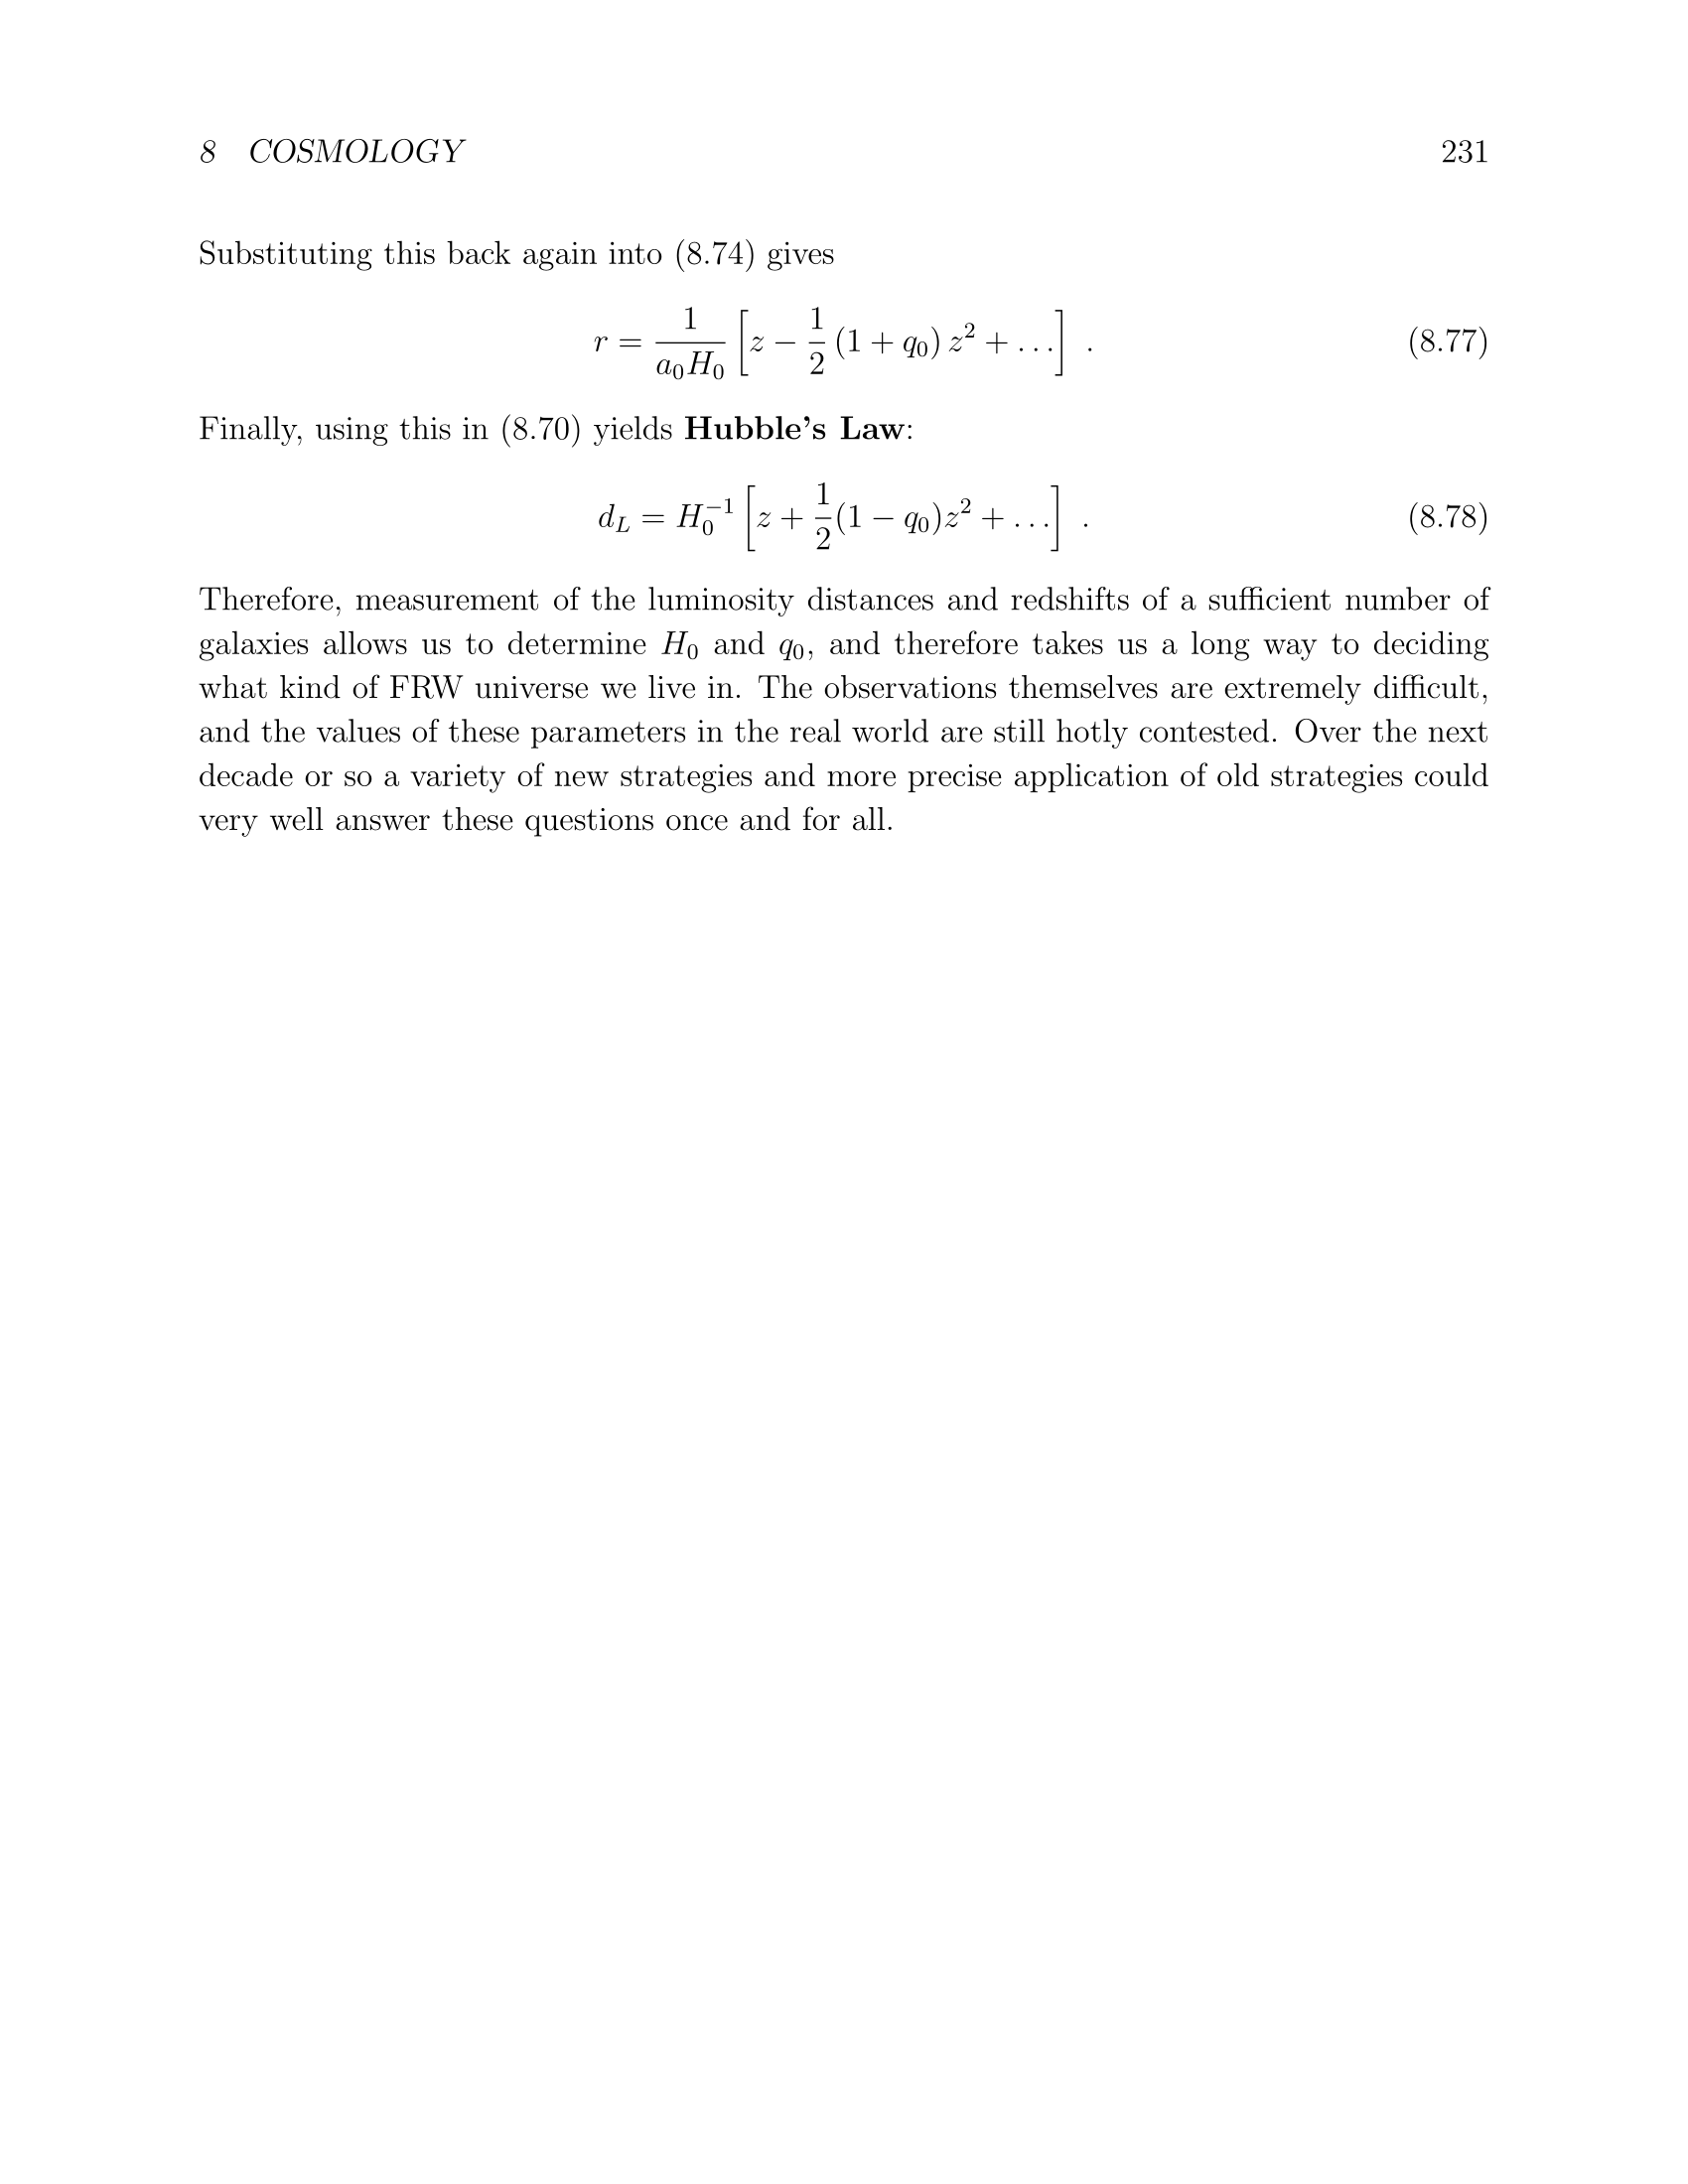 8 COSMOLOGY 231
Substituting this back again into (8.74) gives
r = \frac{1}{a_0 H_0} \left[ z - \frac{1}{2} (1 + q_0) z^2 + \ldots \right] . (8.77)
Finally, using this in (8.70) yields Hubble's Law:
d_L = H_0^{-1} \left[ z + \frac{1}{2} (1 - q_0) z^2 + \ldots \right] . (8.78)
Therefore, measurement of the luminosity distances and redshifts of a sufficient number of
galaxies allows us to determine H_0 and q_0, and therefore takes us a long way to deciding
what kind of FRW universe we live in. The observations themselves are extremely difficult,
and the values of these parameters in the real world are still hotly contested. Over the next
decade or so a variety of new strategies and more precise application of old strategies could
very well answer these questions once and for all.